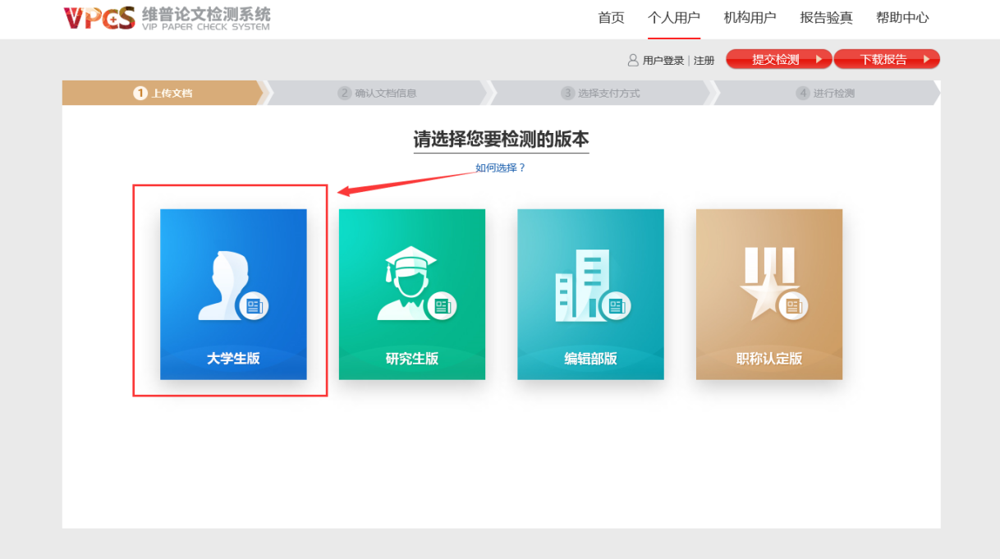 VPCS 维普论文检测系统
VIP PAPER CHECK SYSTEM
首页 个人用户 机构用户 报告验真 帮助中心
用户登录 | 注册 提交检测 下载报告
1 上传文档 2 确认文档信息 3 选择支付方式 4 进行检测
请选择您要检测的版本
如何选择？
大学生版 研究生版 编辑部版 职称认定版